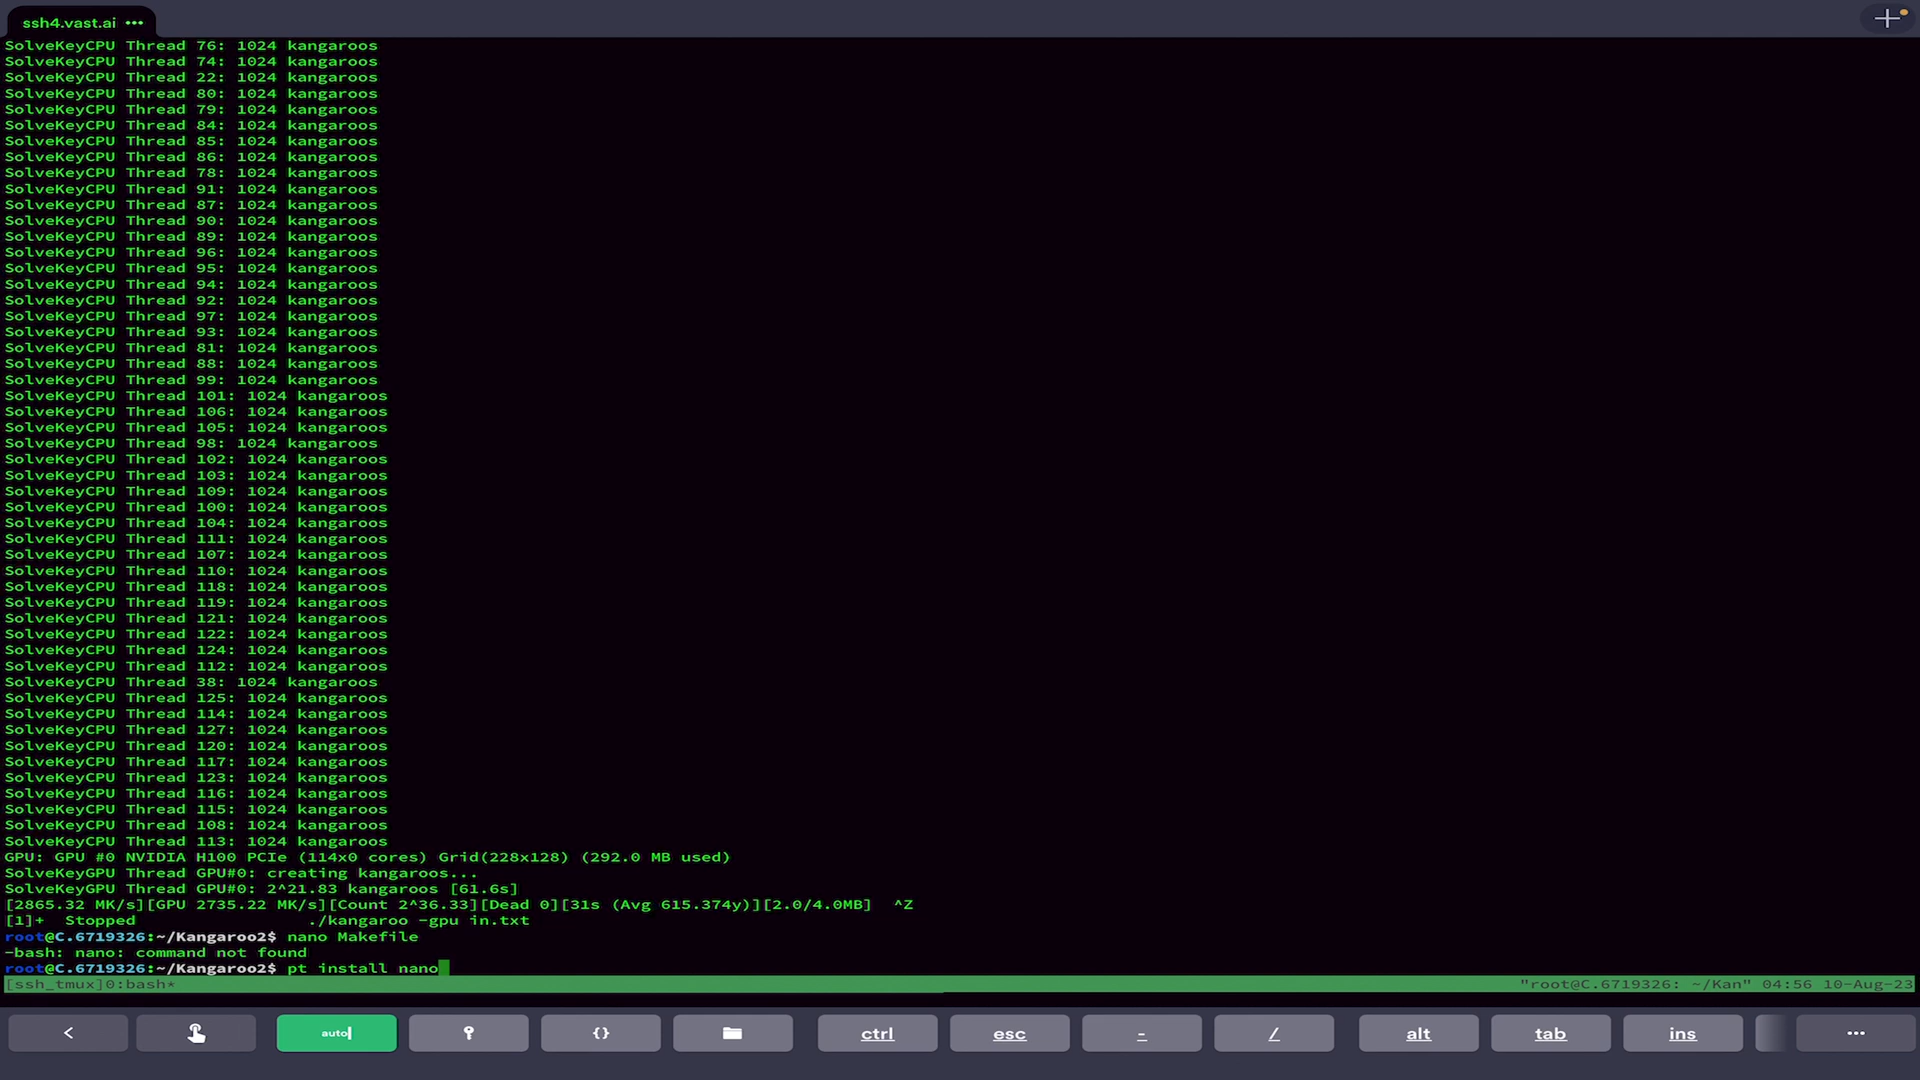 ssh4.vast.ai •••
SolveKeyCPU Thread 76: 1024 kangaroos
SolveKeyCPU Thread 74: 1024 kangaroos
SolveKeyCPU Thread 22: 1024 kangaroos
SolveKeyCPU Thread 80: 1024 kangaroos
SolveKeyCPU Thread 79: 1024 kangaroos
SolveKeyCPU Thread 84: 1024 kangaroos
SolveKeyCPU Thread 85: 1024 kangaroos
SolveKeyCPU Thread 86: 1024 kangaroos
SolveKeyCPU Thread 78: 1024 kangaroos
SolveKeyCPU Thread 91: 1024 kangaroos
SolveKeyCPU Thread 87: 1024 kangaroos
SolveKeyCPU Thread 90: 1024 kangaroos
SolveKeyCPU Thread 89: 1024 kangaroos
SolveKeyCPU Thread 96: 1024 kangaroos
SolveKeyCPU Thread 95: 1024 kangaroos
SolveKeyCPU Thread 94: 1024 kangaroos
SolveKeyCPU Thread 92: 1024 kangaroos
SolveKeyCPU Thread 97: 1024 kangaroos
SolveKeyCPU Thread 93: 1024 kangaroos
SolveKeyCPU Thread 81: 1024 kangaroos
SolveKeyCPU Thread 88: 1024 kangaroos
SolveKeyCPU Thread 99: 1024 kangaroos
SolveKeyCPU Thread 101: 1024 kangaroos
SolveKeyCPU Thread 106: 1024 kangaroos
SolveKeyCPU Thread 105: 1024 kangaroos
SolveKeyCPU Thread 98: 1024 kangaroos
SolveKeyCPU Thread 102: 1024 kangaroos
SolveKeyCPU Thread 103: 1024 kangaroos
SolveKeyCPU Thread 109: 1024 kangaroos
SolveKeyCPU Thread 100: 1024 kangaroos
SolveKeyCPU Thread 104: 1024 kangaroos
SolveKeyCPU Thread 111: 1024 kangaroos
SolveKeyCPU Thread 107: 1024 kangaroos
SolveKeyCPU Thread 110: 1024 kangaroos
SolveKeyCPU Thread 118: 1024 kangaroos
SolveKeyCPU Thread 119: 1024 kangaroos
SolveKeyCPU Thread 121: 1024 kangaroos
SolveKeyCPU Thread 122: 1024 kangaroos
SolveKeyCPU Thread 124: 1024 kangaroos
SolveKeyCPU Thread 112: 1024 kangaroos
SolveKeyCPU Thread 38: 1024 kangaroos
SolveKeyCPU Thread 125: 1024 kangaroos
SolveKeyCPU Thread 114: 1024 kangaroos
SolveKeyCPU Thread 127: 1024 kangaroos
SolveKeyCPU Thread 120: 1024 kangaroos
SolveKeyCPU Thread 117: 1024 kangaroos
SolveKeyCPU Thread 123: 1024 kangaroos
SolveKeyCPU Thread 116: 1024 kangaroos
SolveKeyCPU Thread 115: 1024 kangaroos
SolveKeyCPU Thread 108: 1024 kangaroos
SolveKeyCPU Thread 113: 1024 kangaroos
GPU: GPU #0 NVIDIA H100 PCIe (114x0 cores) Grid(228x128) (292.0 MB used)
SolveKeyGPU Thread GPU#0: creating kangaroos...
SolveKeyGPU Thread GPU#0: 2^21.83 kangaroos [61.6s]
[2865.32 MK/s][GPU 2735.22 MK/s][Count 2^36.33][Dead 0][31s (Avg 615.374y)][2.0/4.0MB]  ^Z
[1]+  Stopped                 ./kangaroo -gpu in.txt
root@C.6719326:~/Kangaroo2$ nano Makefile
-bash: nano: command not found
root@C.6719326:~/Kangaroo2$ pt install nano
[ssh_tmux]0:bash* "root@C.6719326: ~/Kan" 04:56 10-Aug-23
< auto {} ctrl esc - / alt tab ins •••